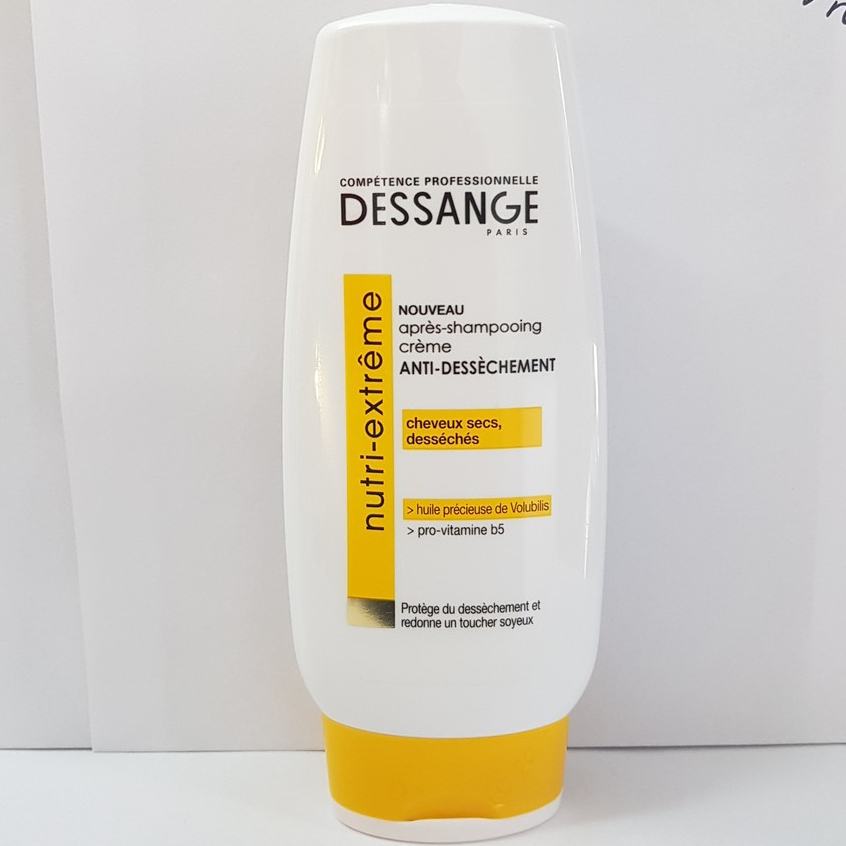 COMPÉTENCE PROFESSIONNELLE
DESSANGE
PARIS
nutri-extrême
NOUVEAU
après-shampooing
crème
ANTI-DESSÈCHEMENT
cheveux secs,
desséchés
> huile précieuse de Volubilis
> pro-vitamine b5
Protège du dessèchement et
redonne un toucher soyeux